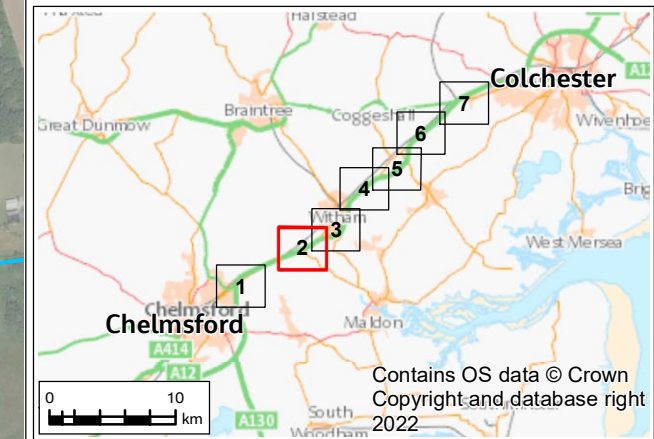 Halstead
Colchester
A12
Braintree
Coggeshall
7
Great Dunmow
6
Wivenhoe
5
4
Witham
3
2
West Mersea
1
Chelmsford
Chelmsford
Maldon
A414
A12
Contains OS data © Crown
Copyright and database right
2022
0 10
km
A130
South
Woodham